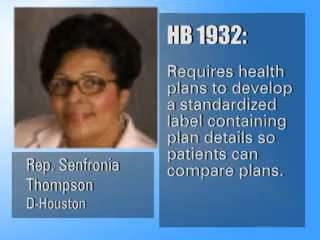 HB 1932:
Requires health
plans to develop
a standardized
label containing
plan details so
patients can
compare plans.
Rep. Senfronia
Thompson
D-Houston